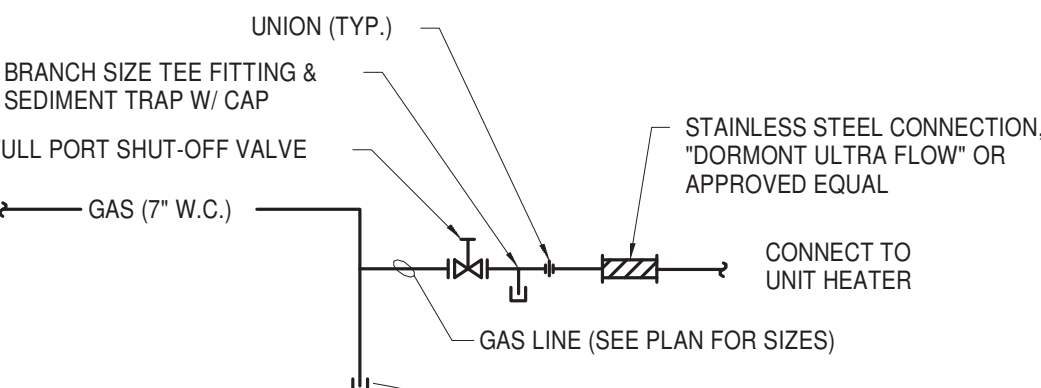 UNION (TYP.)
BRANCH SIZE TEE FITTING &
SEDIMENT TRAP W/ CAP
FULL PORT SHUT-OFF VALVE
STAINLESS STEEL CONNECTION,
"DORMONT ULTRA FLOW" OR
APPROVED EQUAL
GAS (7" W.C.)
CONNECT TO
UNIT HEATER
GAS LINE (SEE PLAN FOR SIZES)